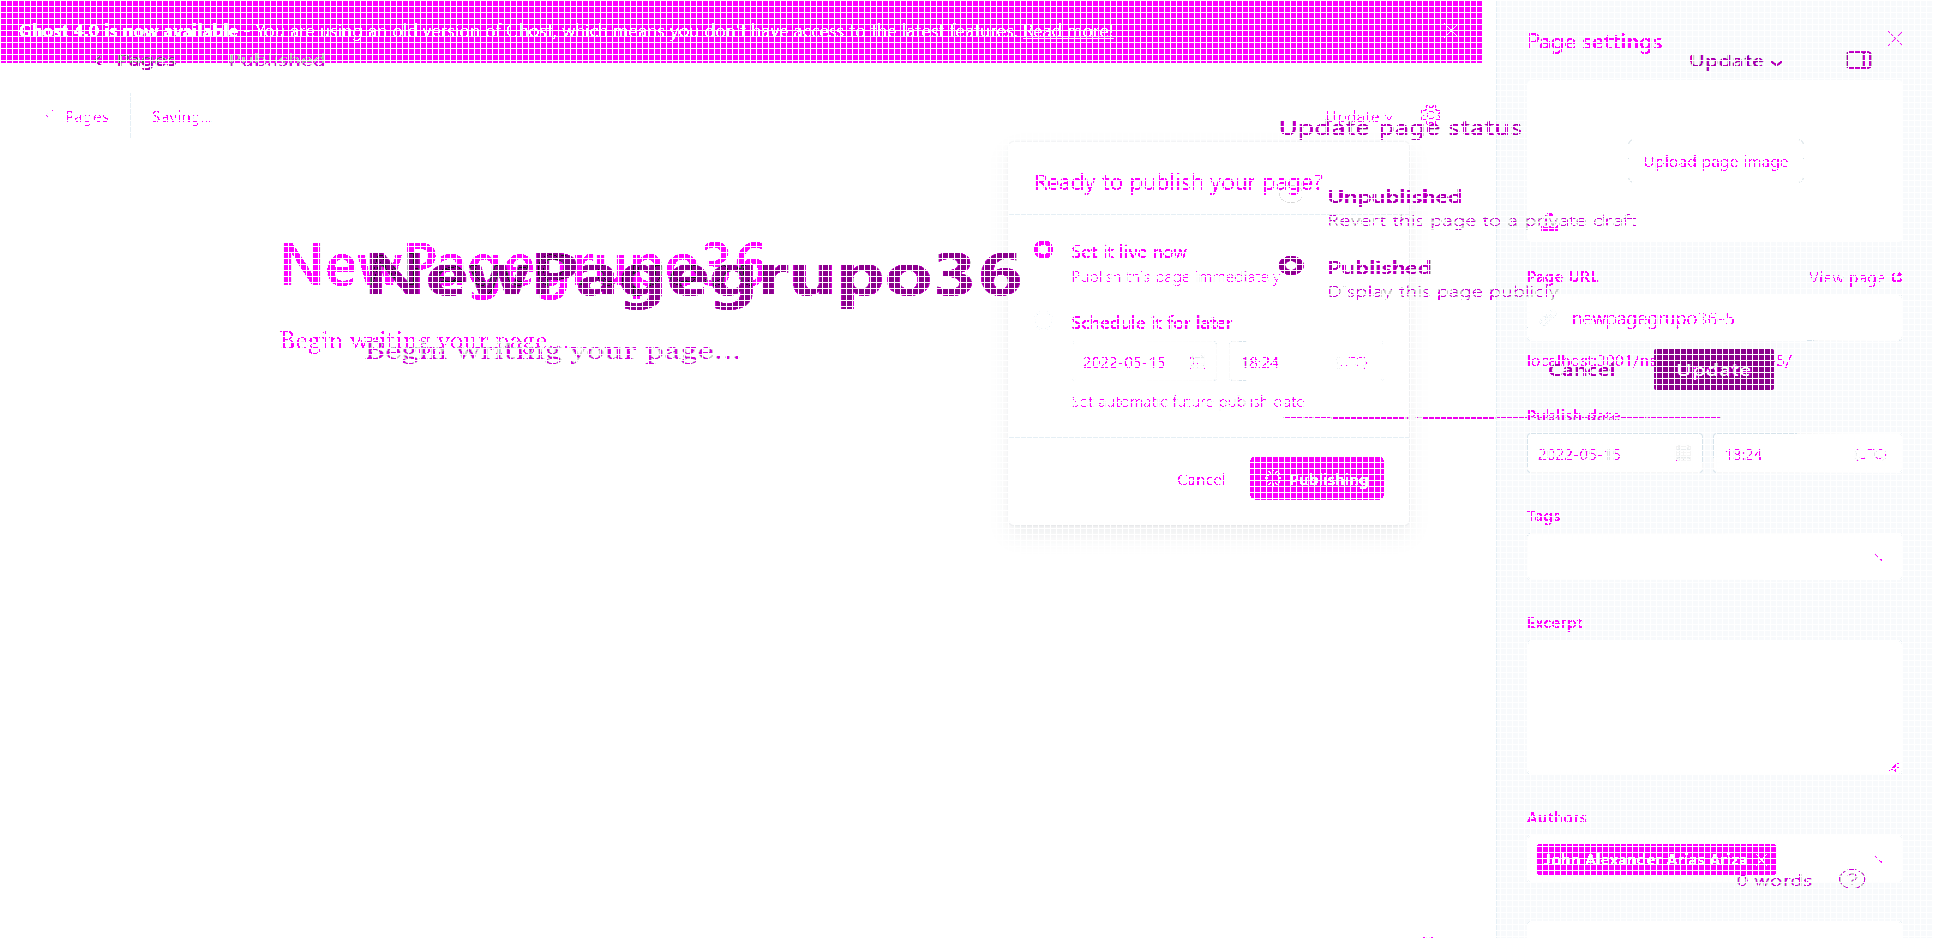 Ghost 4.0 is now available - You are using an old version of Ghost, which means you don't have access to the latest features. Read more!
Pages Published
Page settings
Update
Pages Saving...
Update
Update page status
Upload page image
Ready to publish your page?
Unpublished
Revert this page to a private draft
NewPagegrupo36
NewPagegrupo36
Set it live now
Publish this page immediately
Published
Display this page publicly
Page URL View page
Schedule it for later
newpagegrupo36-5
Begin writing your page...
Begin writing your page...
2022-05-15 18:24 (UTC)
localhost:3001/
Cancel Update
Set automatic future publish date
Publish date
2022-05-15 18:24 (UTC)
Cancel Publishing
Tags
Excerpt
Authors
John Alexander Arias Ariza
0 words